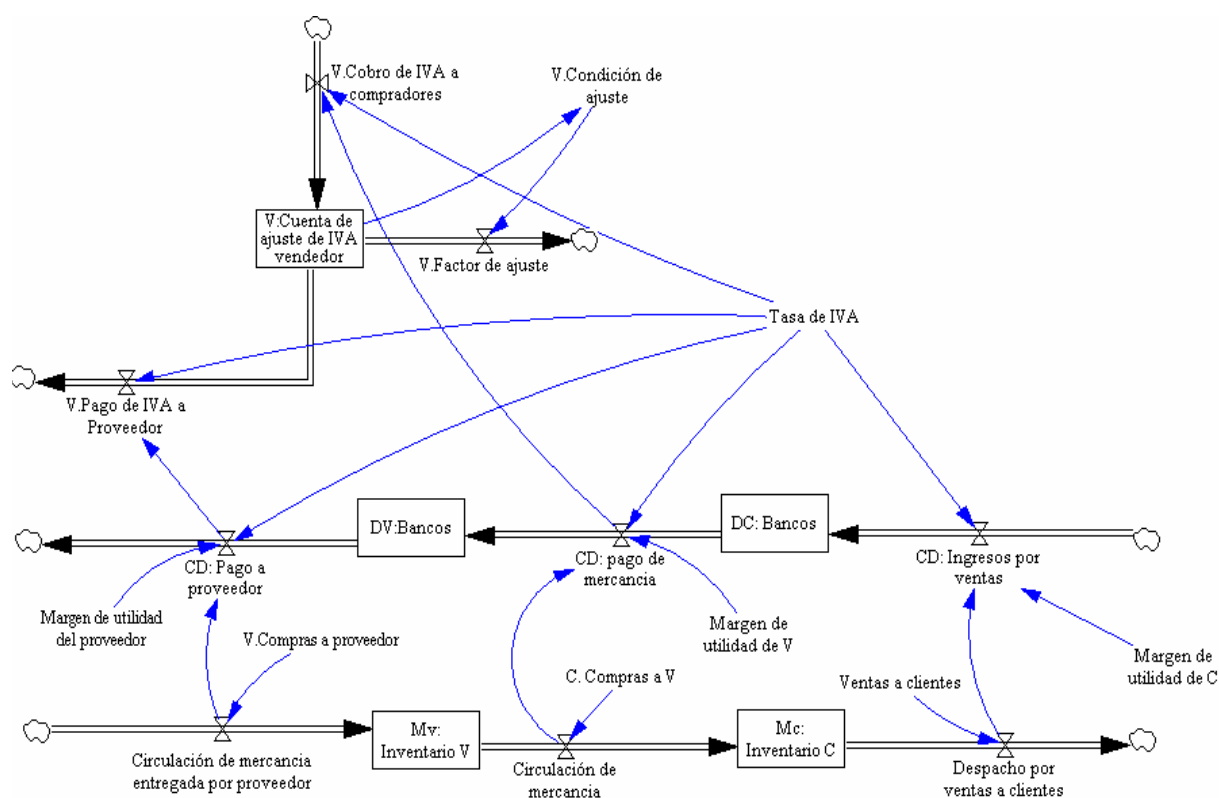 V.Cobro de IVA a
compradores
V.Condición de
ajuste
V:Cuenta de
ajuste de IVA
vendedor
V.Factor de ajuste
Tasa de IVA
V.Pago de IVA a
Proveedor
DV:Bancos
DC: Bancos
CD: Pago a
proveedor
CD: pago de
mercancia
CD: Ingresos por
ventas
Margen de utilidad
del proveedor
V.Compras a proveedor
Margen de
utilidad de V
Margen de
utilidad de C
C. Compras a V
Ventas a clientes
Mv:
Inventario V
Mc:
Inventario C
Circulación de mercancia
entregada por proveedor
Circulación de
mercancia
Despacho por
ventas a clientes